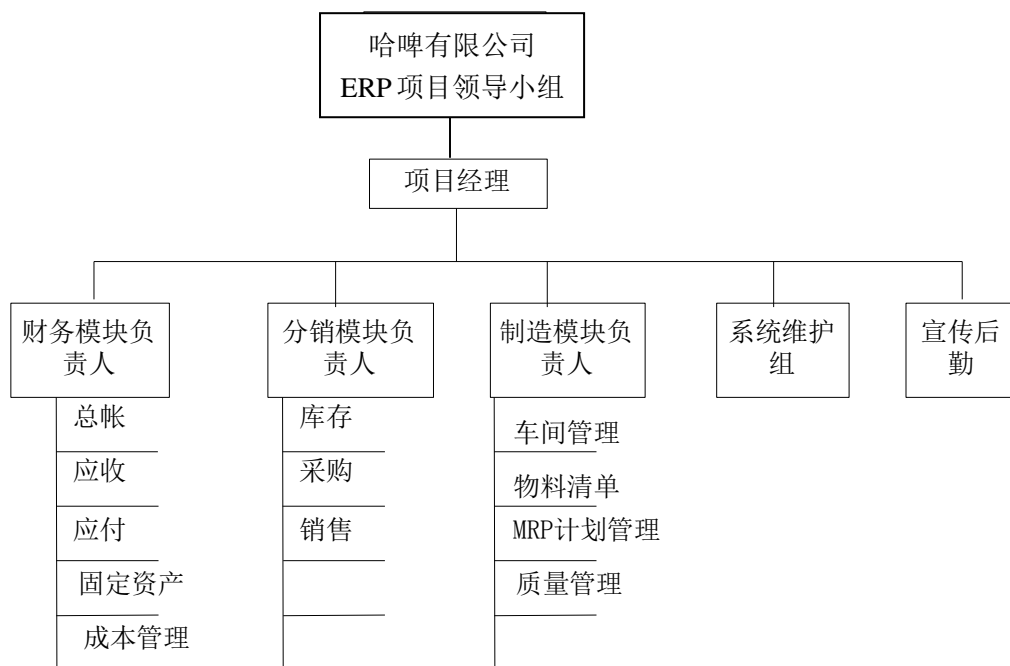 哈啤有限公司
ERP 项目领导小组
项目经理
财务模块负
责人
分销模块负
责人
制造模块负
责人
系统维护
组
宣传后
勤
总帐
应收
应付
固定资产
成本管理
库存
采购
销售
车间管理
物料清单
MRP计划管理
质量管理